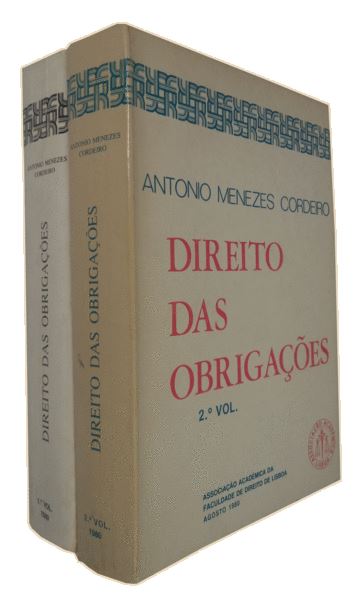 ANTONIO MENEZES
CORDEIRO
DIREITO DAS OBRIGAÇÕES
1.º VOL.
1980
ANTONIO MENEZES
CORDEIRO
DIREITO DAS OBRIGAÇÕES
2.º VOL.
1980
ANTONIO MENEZES CORDEIRO
DIREITO
DAS
OBRIGAÇÕES
2.º VOL.
ASSOCIAÇÃO ACADÉMICA DA
FACULDADE DE DIREITO DE LISBOA
AGOSTO 1980